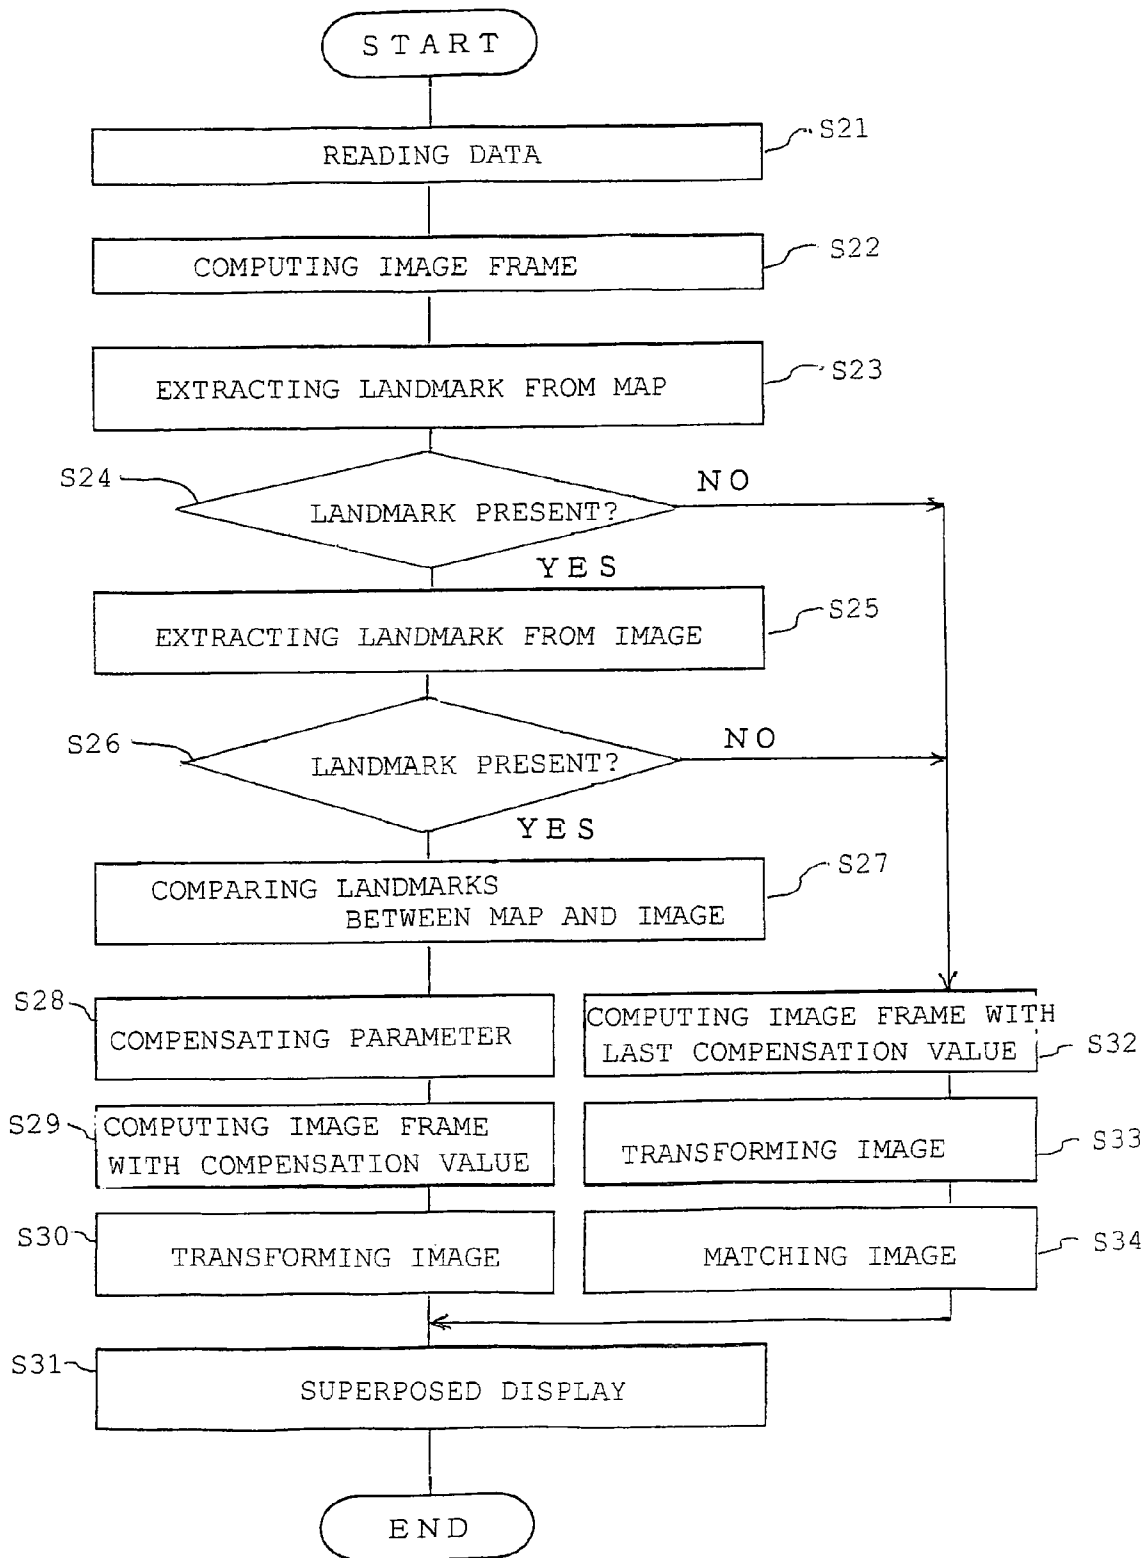 START
READING DATA
S21
COMPUTING IMAGE FRAME
S22
EXTRACTING LANDMARK FROM MAP
S23
S24
LANDMARK PRESENT?
NO
YES
EXTRACTING LANDMARK FROM IMAGE
S25
S26
LANDMARK PRESENT?
NO
YES
COMPARING LANDMARKS
BETWEEN MAP AND IMAGE
S27
S28
COMPENSATING PARAMETER
COMPUTING IMAGE FRAME WITH
LAST COMPENSATION VALUE
S32
S29
COMPUTING IMAGE FRAME
WITH COMPENSATION VALUE
TRANSFORMING IMAGE
S33
S30
TRANSFORMING IMAGE
MATCHING IMAGE
S34
S31
SUPERPOSED DISPLAY
END